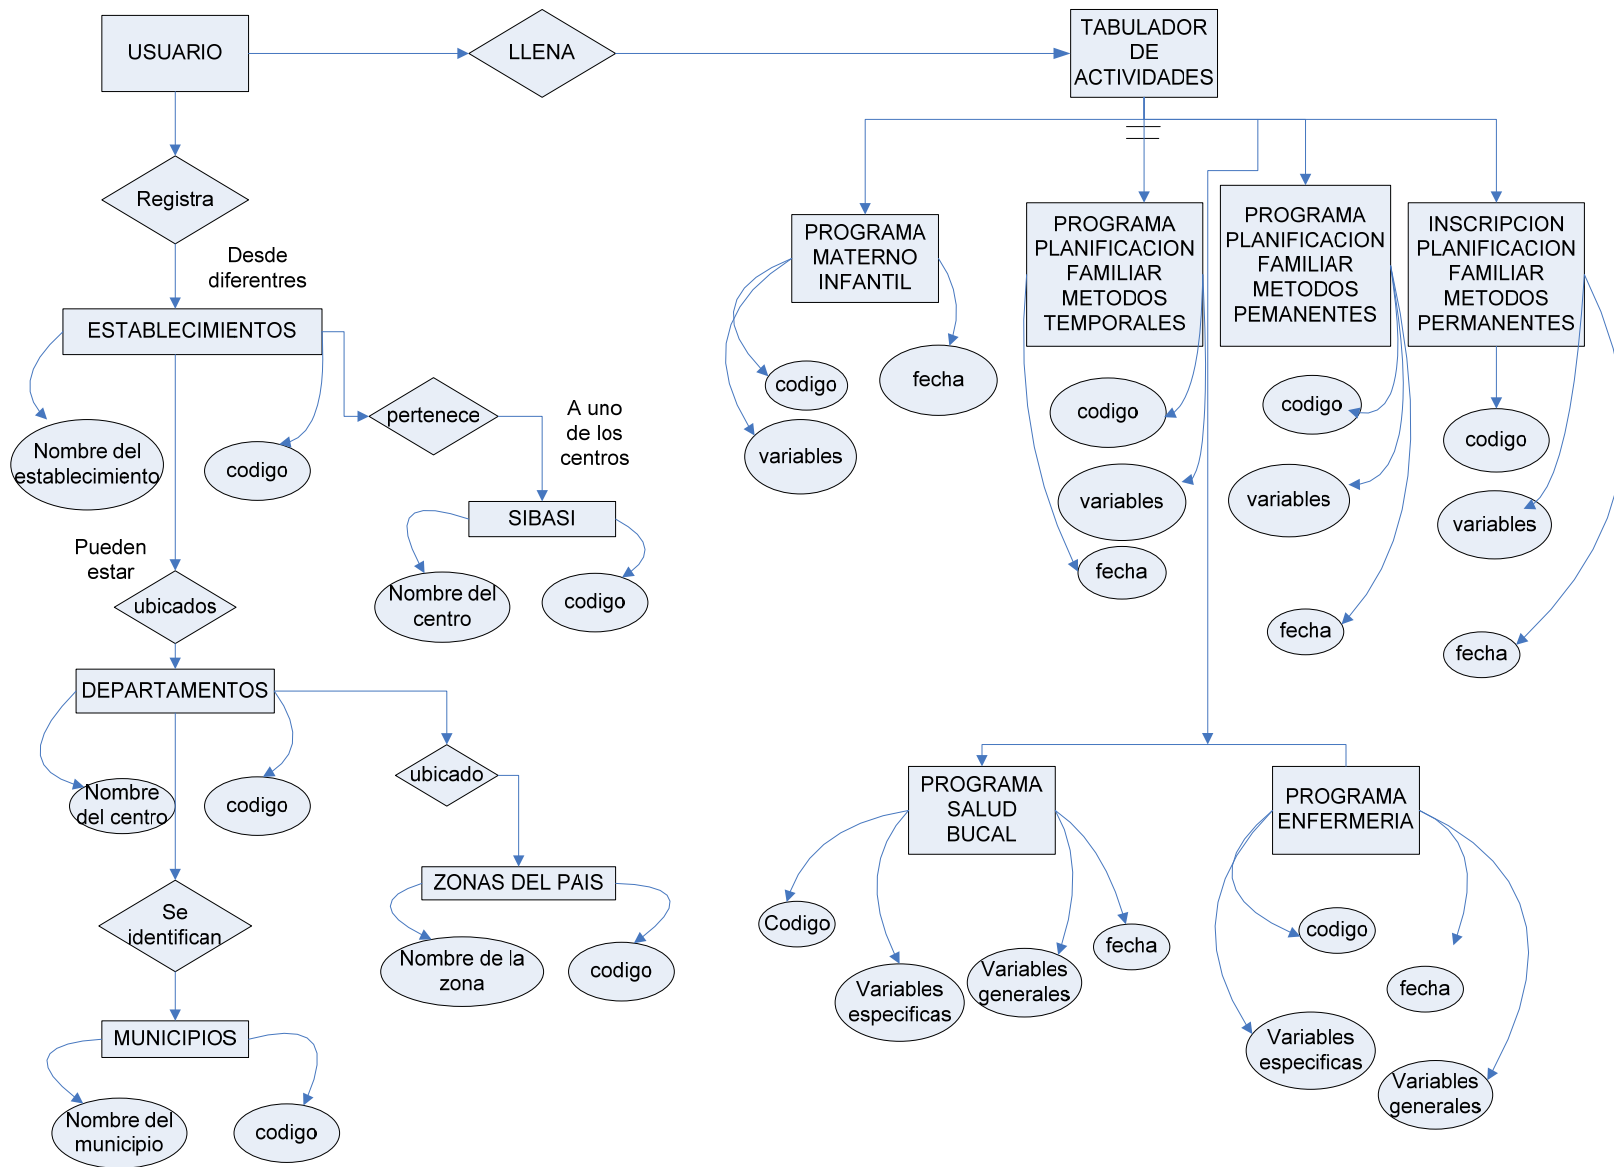 USUARIO
LLENA
TABULADOR
DE
ACTIVIDADES
Registra
Desde
diferentres
ESTABLECIMIENTOS
Nombre del
establecimiento
codigo
pertenece
A uno
de los
centros
SIBASI
Nombre del
centro
codigo
Pueden
estar
ubicados
DEPARTAMENTOS
Nombre
del centro
codigo
ubicado
ZONAS DEL PAIS
Nombre de la
zona
codigo
Se
identifican
MUNICIPIOS
Nombre del
municipio
codigo
PROGRAMA
MATERNO
INFANTIL
codigo
fecha
variables
PROGRAMA
PLANIFICACION
FAMILIAR
METODOS
TEMPORALES
codigo
variables
fecha
PROGRAMA
PLANIFICACION
FAMILIAR
METODOS
PEMANENTES
codigo
variables
fecha
INSCRIPCION
PLANIFICACION
FAMILIAR
METODOS
PERMANENTES
codigo
variables
fecha
PROGRAMA
SALUD
BUCAL
Codigo
Variables
especificas
Variables
generales
fecha
PROGRAMA
ENFERMERIA
codigo
fecha
Variables
especificas
Variables
generales